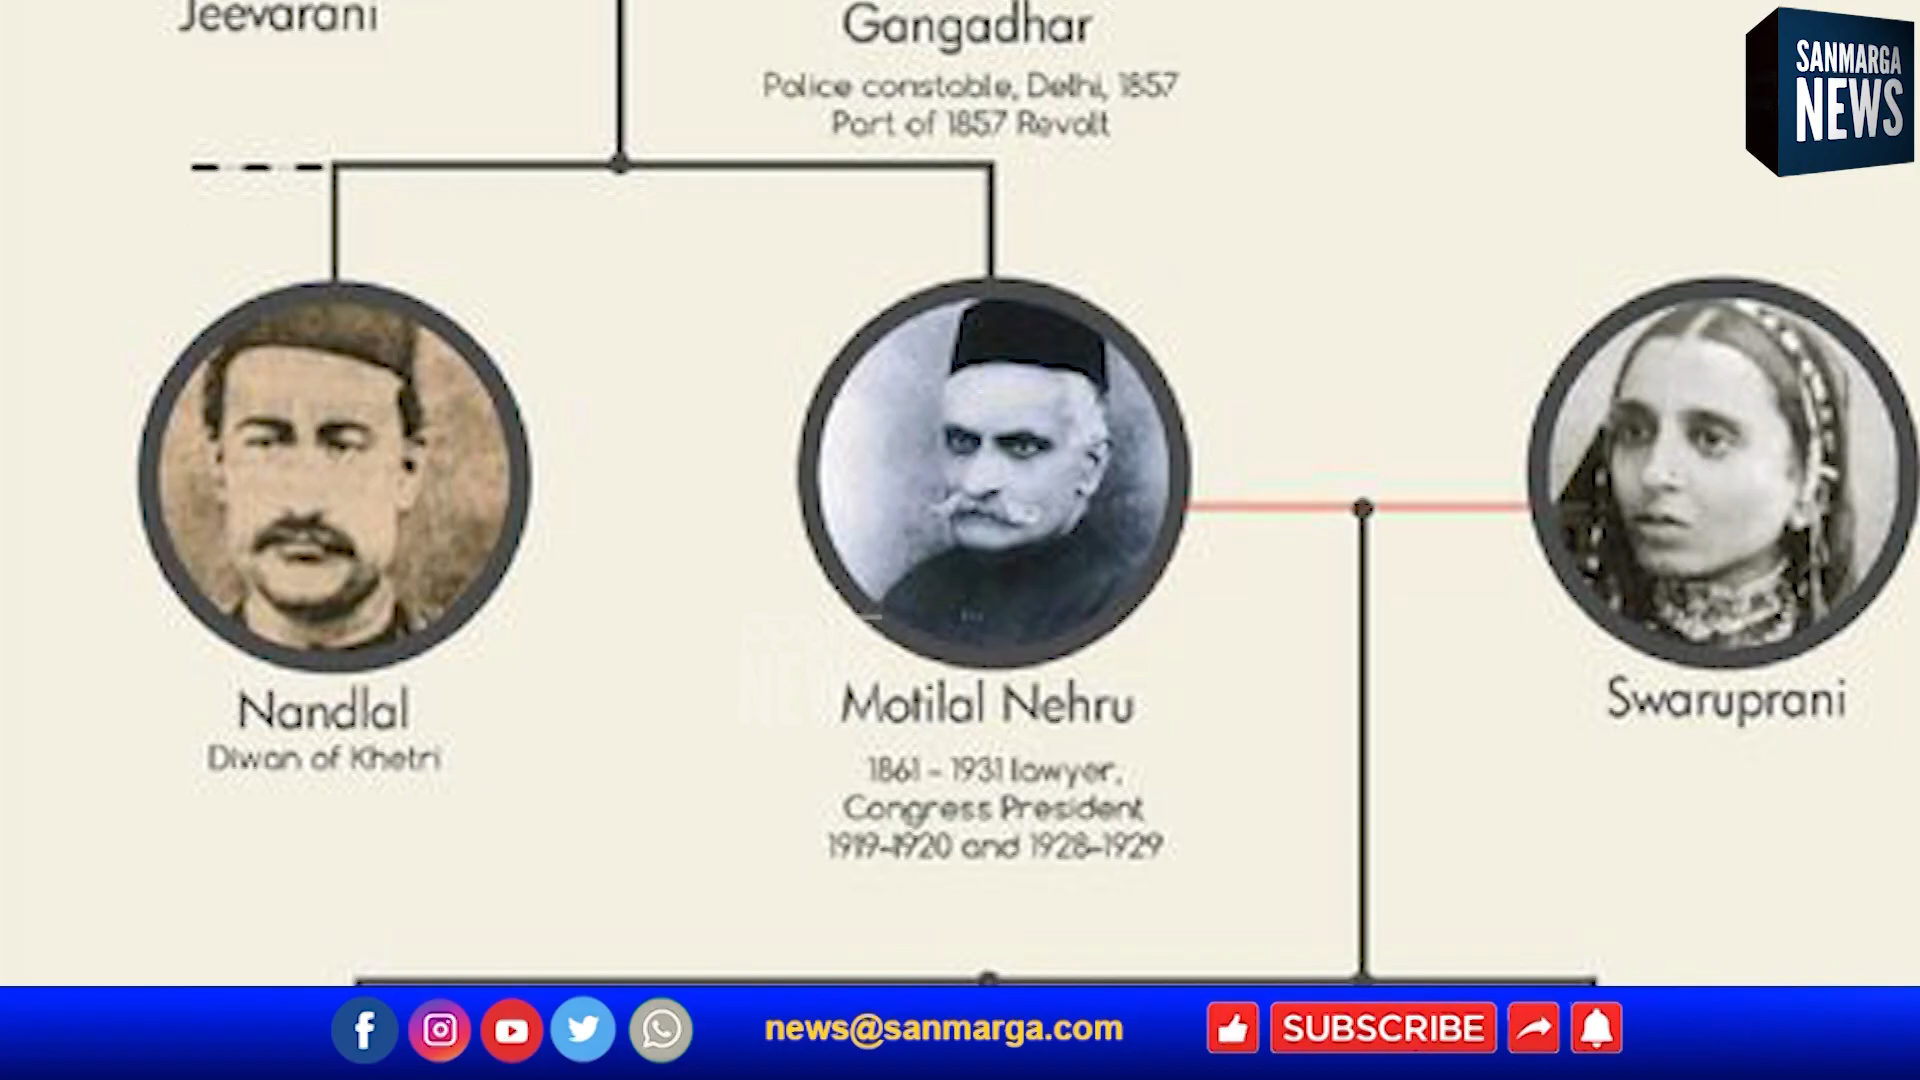 Jeevarani
Gangadhar
Police constable, Delhi, 1857
Part of 1857 Revolt
SANMARGA
NEWS
Nandlal
Diwan of Khetri
Motilal Nehru
1861 - 1931 lawyer,
Congress President
1919-1920 and 1928-1929
Swaruprani
NEWS
news@sanmarga.com
SUBSCRIBE